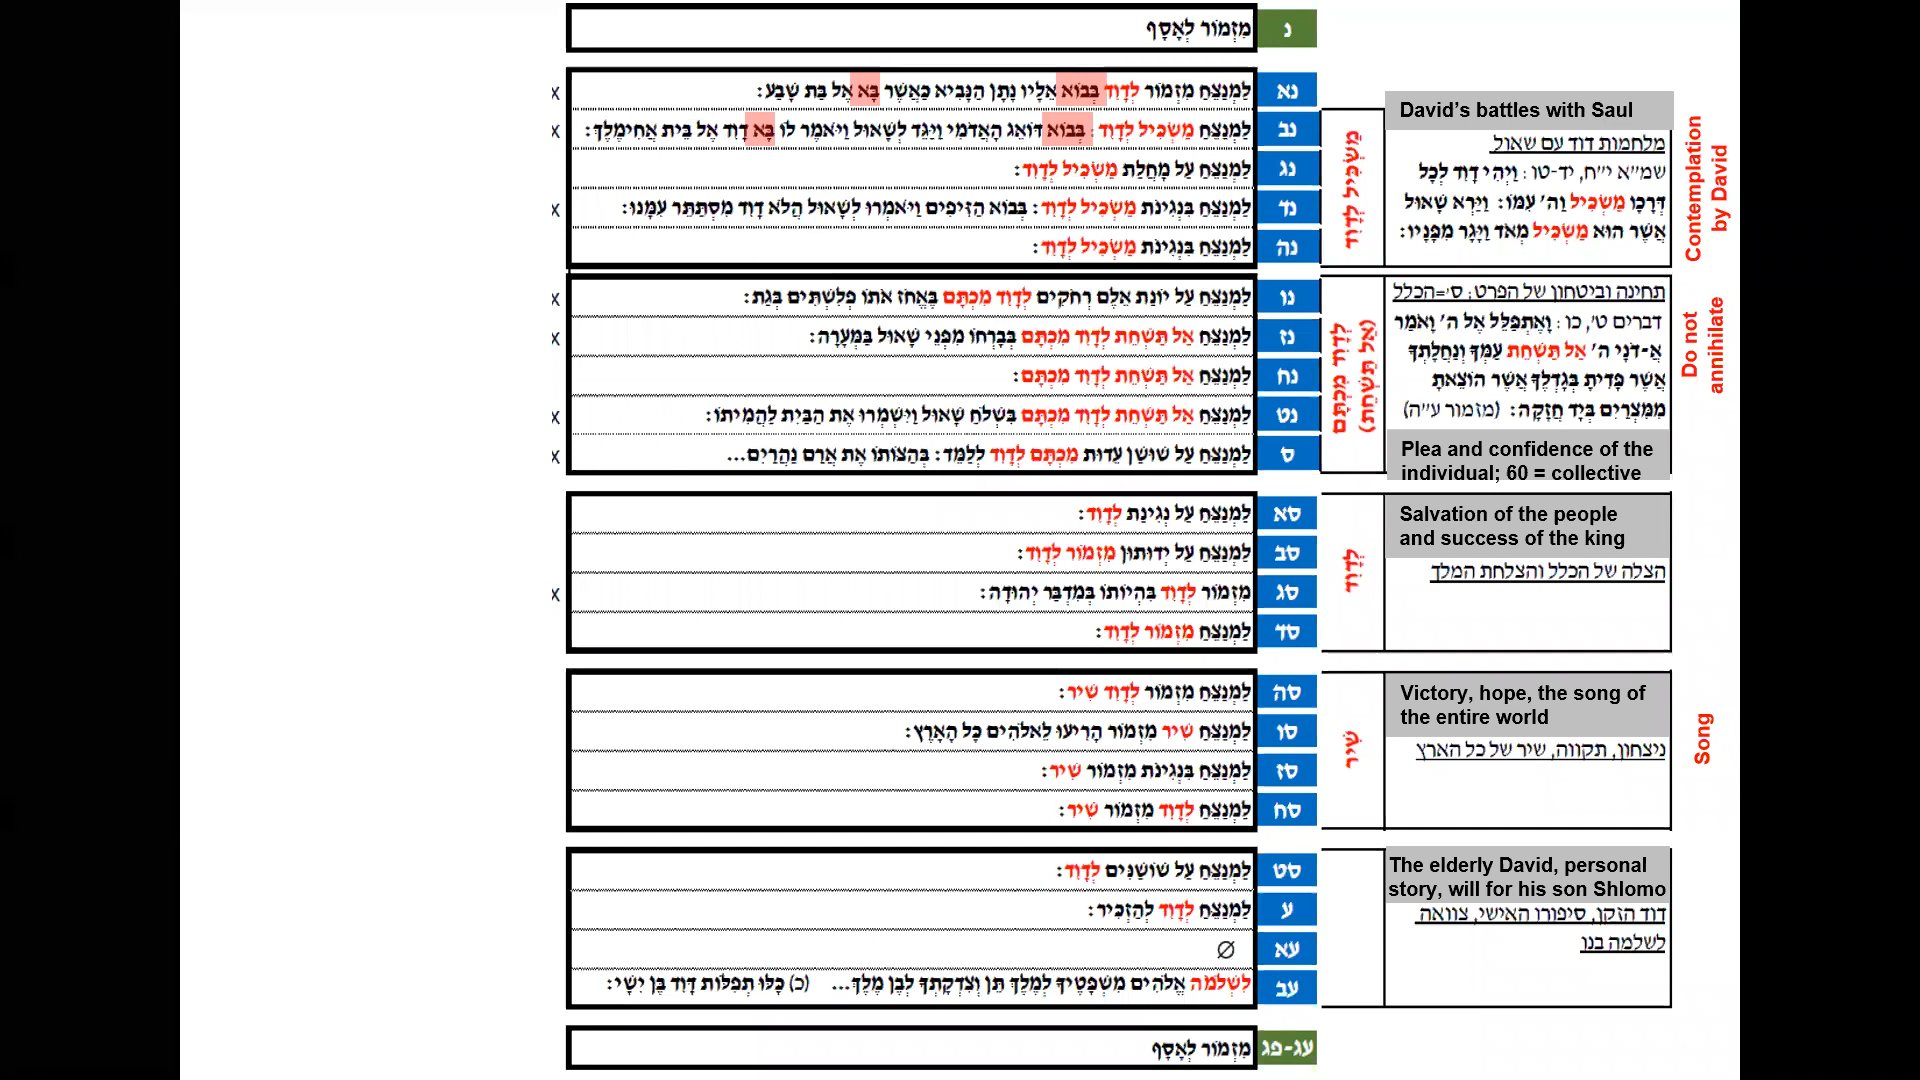 נ מִזְמוֹר לְאָסָף
נא לַמְנַצֵּחַ מִזְמוֹר לְדָוִד בְּבוֹא אֵלָיו נָתָן הַנָּבִיא כַּאֲשֶׁר בָּא אֶל בַּת שָׁבַע: x
נב לַמְנַצֵּחַ מַשְׂכִּיל לְדָוִד: בְּבוֹא דּוֹאֵג הָאֲדֹמִי וַיַּגֵּד לְשָׁאוּל וַיֹּאמֶר לוֹ בָּא דָוִד אֶל בֵּית אֲחִימֶלֶךְ: x
נג לַמְנַצֵּחַ עַל מָחֲלַת מַשְׂכִּיל לְדָוִד:
נד לַמְנַצֵּחַ בִּנְגִינֹת מַשְׂכִּיל לְדָוִד: בְּבוֹא הַזִּיפִים וַיֹּאמְרוּ לְשָׁאוּל הֲלֹא דָוִד מִסְתַּתֵּר עִמָּנוּ: x
נה לַמְנַצֵּחַ בִּנְגִינֹת מַשְׂכִּיל לְדָוִד:
מַשְׂכִּיל לְדָוִד
David's battles with Saul
מלחמות דוד עם שאול
שמ"א י"ח, יד-טו: וַיְהִי דָוִד לְכָל
דְּרָכָו מַשְׂכִּיל וַה' עִמּוֹ: וַיַּרְא שָׁאוּל
אֲשֶׁר הוּא מַשְׂכִּיל מְאֹד וַיָּגָר מִפָּנָיו:
Contemplation
by David
נו לַמְנַצֵּחַ עַל יוֹנַת אֵלֶם רְחֹקִים לְדָוִד מִכְתָּם בֶּאֱחֹז אֹתוֹ פְלִשְׁתִּים בְּגַת: x
נז לַמְנַצֵּחַ אַל תַּשְׁחֵת לְדָוִד מִכְתָּם בְּבָרְחוֹ מִפְּנֵי שָׁאוּל בַּמְּעָרָה: x
נח לַמְנַצֵּחַ אַל תַּשְׁחֵת לְדָוִד מִכְתָּם:
נט לַמְנַצֵּחַ אַל תַּשְׁחֵת לְדָוִד מִכְתָּם בִּשְׁלֹחַ שָׁאוּל וַיִּשְׁמְרוּ אֶת הַבַּיִת לַהֲמִיתוֹ: x
ס לַמְנַצֵּחַ עַל שׁוּשַׁן עֵדוּת מִכְתָּם לְדָוִד לְלַמֵּד: בְּהַצּוֹתוֹ אֶת אֲרַם נַהֲרַיִם... x
לְדָוִד מִכְתָּם
(אַל תַּשְׁחֵת)
תחינה וביטחון של הפרט; ס'=הכלל
דברים ט', כו: וָאֶתְפַּלֵּל אֶל ה' וָאֹמַר
אֲ-דֹנָי ה' אַל תַּשְׁחֵת עַמְּךָ וְנַחֲלָתְךָ
אֲשֶׁר פָּדִיתָ בְּגָדְלֶךָ אֲשֶׁר הוֹצֵאתָ
מִמִּצְרַיִם בְּיָד חֲזָקָה: (מזמור ע"ה)
Plea and confidence of the
individual; 60 = collective
Do not
annihilate
סא לַמְנַצֵּחַ עַל נְגִינַת לְדָוִד:
סב לַמְנַצֵּחַ עַל יְדוּתוּן מִזְמוֹר לְדָוִד:
סג מִזְמוֹר לְדָוִד בִּהְיוֹתוֹ בְּמִדְבַּר יְהוּדָה: x
סד לַמְנַצֵּחַ מִזְמוֹר לְדָוִד:
לְדָוִד
Salvation of the people
and success of the king
הצלה של הכלל והצלחת המלך
סה לַמְנַצֵּחַ מִזְמוֹר לְדָוִד שִׁיר:
סו לַמְנַצֵּחַ שִׁיר מִזְמוֹר הָרִיעוּ לֵאלֹהִים כָּל הָאָרֶץ:
סז לַמְנַצֵּחַ בִּנְגִינֹת מִזְמוֹר שִׁיר:
סח לַמְנַצֵּחַ לְדָוִד מִזְמוֹר שִׁיר:
שִׁיר
Victory, hope, the song of
the entire world
ניצחון, תקווה, שיר של כל הארץ
Song
סט לַמְנַצֵּחַ עַל שׁוֹשַׁנִּים לְדָוִד:
ע לַמְנַצֵּחַ לְדָוִד לְהַזְכִּיר:
עא ∅
עב לִשְׁלֹמֹה אֱלֹהִים מִשְׁפָּטֶיךָ לְמֶלֶךְ תֵּן וְצִדְקָתְךָ לְבֶן מֶלֶךְ... (כ) כָּלּוּ תְפִלּוֹת דָּוִד בֶּן יִשָׁי:
The elderly David, personal
story, will for his son Shlomo
דוד הזקן, סיפורו האישי, צוואה
לשלמה בנו
עג-פג מִזְמוֹר לְאָסָף